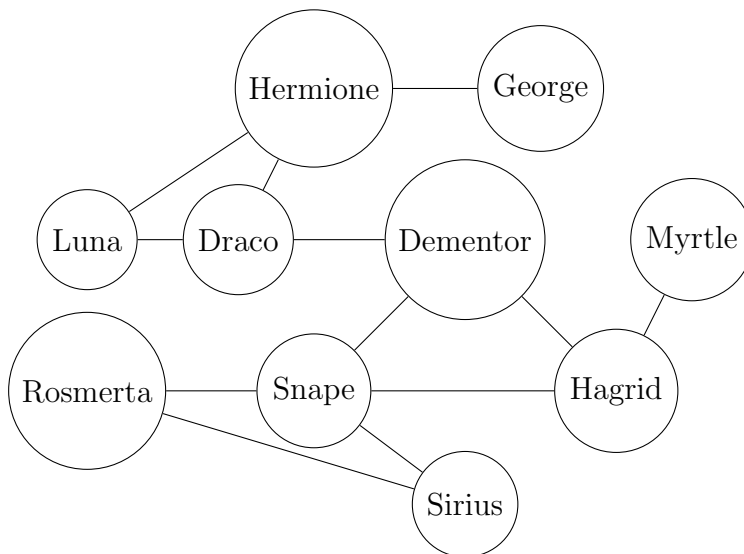 Hermione
George
Luna
Draco
Dementor
Myrtle
Rosmerta
Snape
Hagrid
Sirius